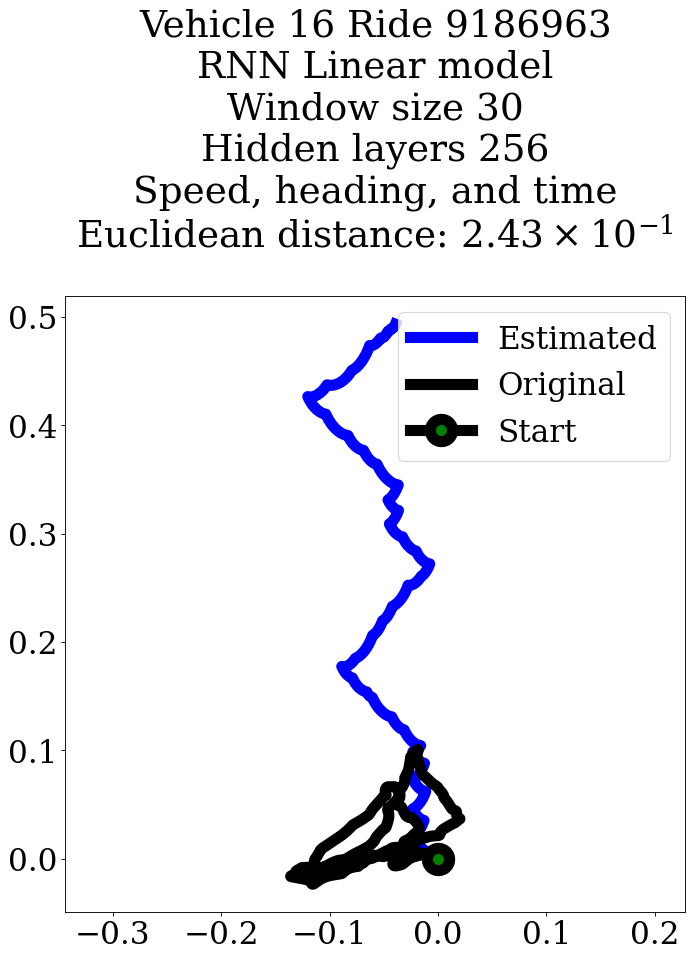 Vehicle 16 Ride 9186963
RNN Linear model
Window size 30
Hidden layers 256
Speed, heading, and time
Euclidean distance: 2.43 × 10⁻¹
Estimated
Original
Start
0.5
0.4
0.3
0.2
0.1
0.0
−0.3 −0.2 −0.1 0.0 0.1 0.2